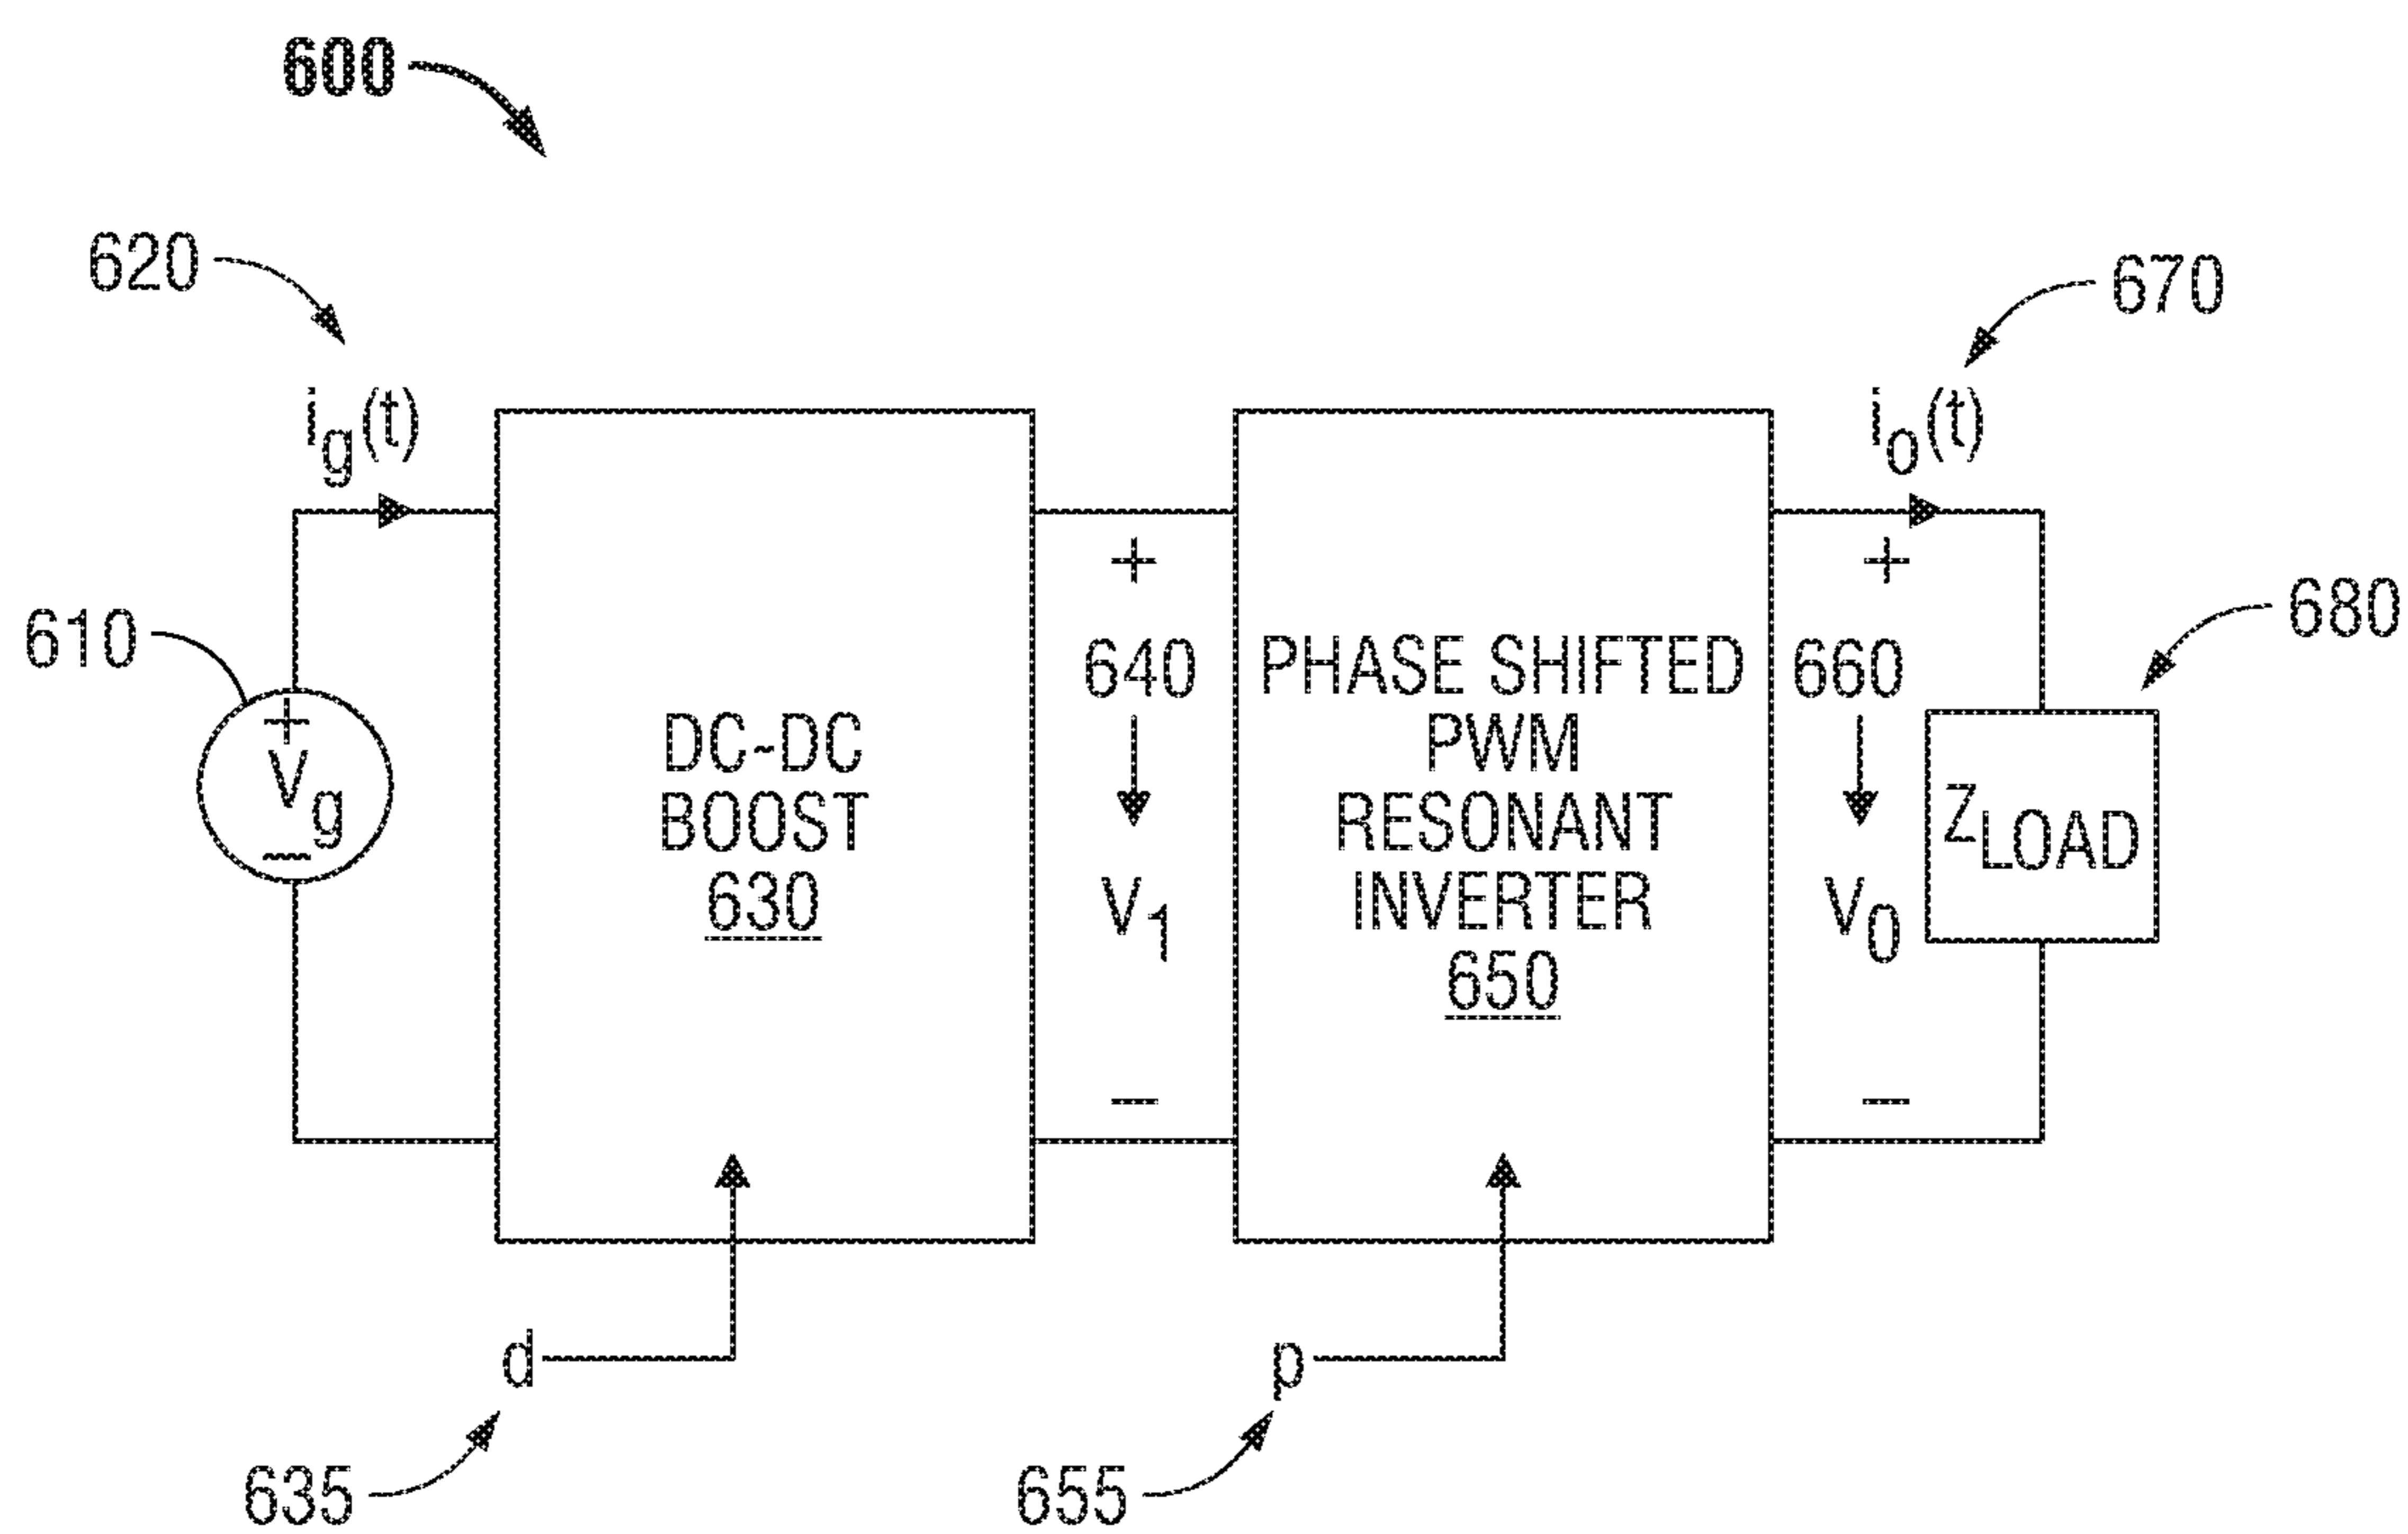 600
620
670
i_g(t)
i_o(t)
+
+
610
+
V_g
−
DC-DC
BOOST
630
640
V_1
−
PHASE SHIFTED
PWM
RESONANT
INVERTER
650
660
V_0
−
680
Z_LOAD
d
p
635
655